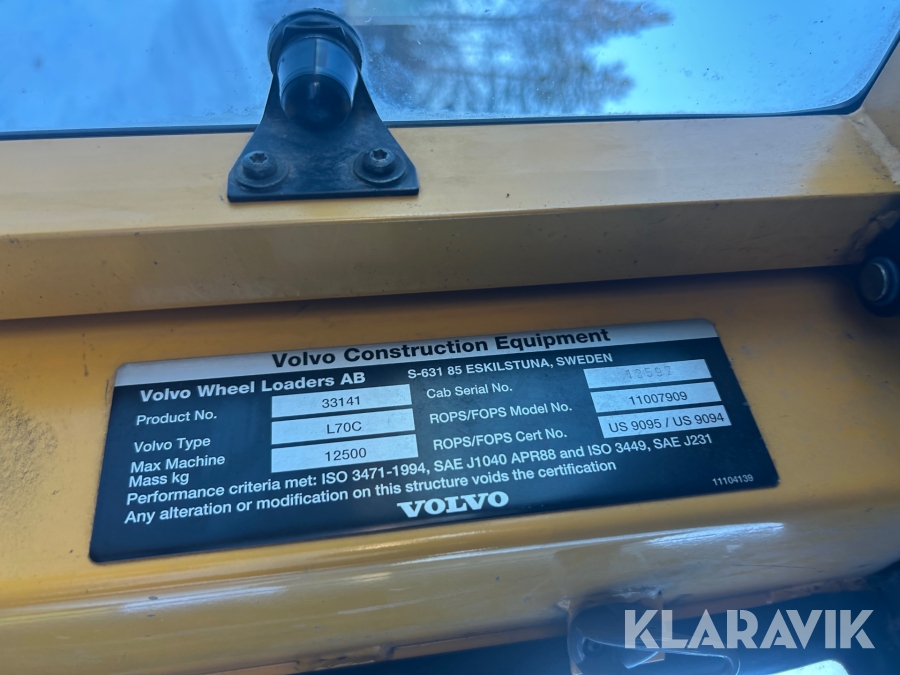 Volvo Construction Equipment
Volvo Wheel Loaders AB
S-631 85 ESKILSTUNA, SWEDEN
Product No. 33141
Cab Serial No. 43597
Volvo Type L70C
ROPS/FOPS Model No. 11007909
Max Machine Mass kg 12500
ROPS/FOPS Cert No. US 9095 / US 9094
Performance criteria met: ISO 3471-1994, SAE J1040 APR88 and ISO 3449, SAE J231
Any alteration or modification on this structure voids the certification
VOLVO
11104139
KLARAVIK